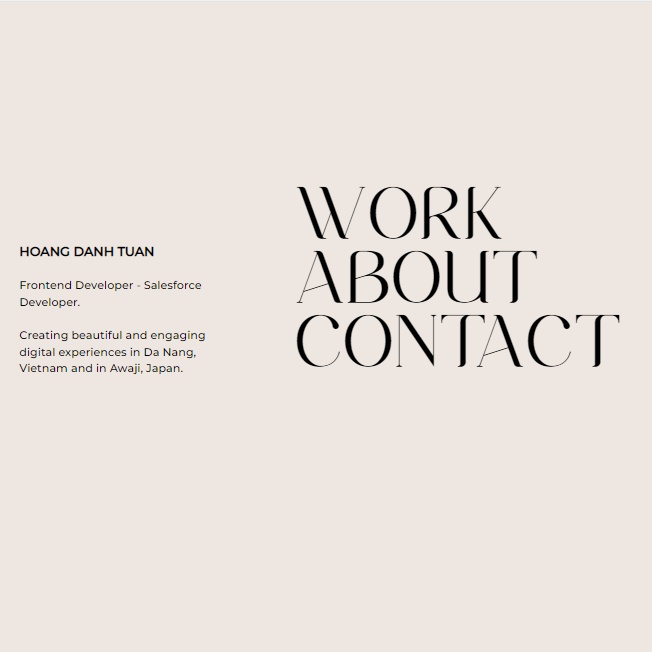 HOANG DANH TUAN
Frontend Developer - Salesforce
Developer.
Creating beautiful and engaging
digital experiences in Da Nang,
Vietnam and in Awaji, Japan.
WORK
ABOUT
CONTACT